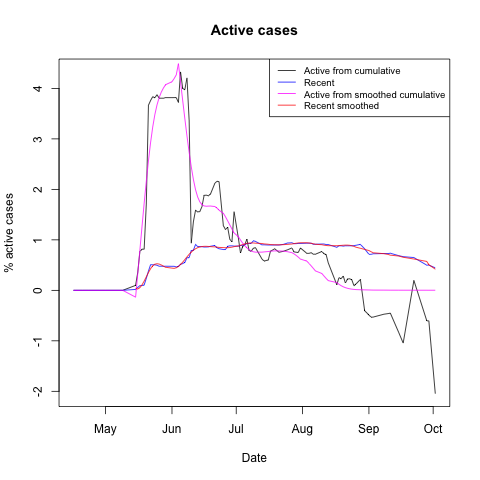 Active cases
Active from cumulative
Recent
Active from smoothed cumulative
Recent smoothed
% active cases
4
3
2
1
0
-1
-2
May Jun Jul Aug Sep Oct
Date